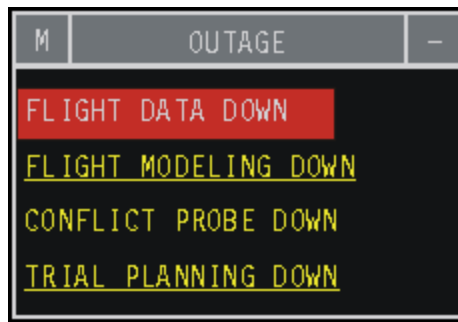 M OUTAGE –
FLIGHT DATA DOWN
FLIGHT MODELING DOWN
CONFLICT PROBE DOWN
TRIAL PLANNING DOWN